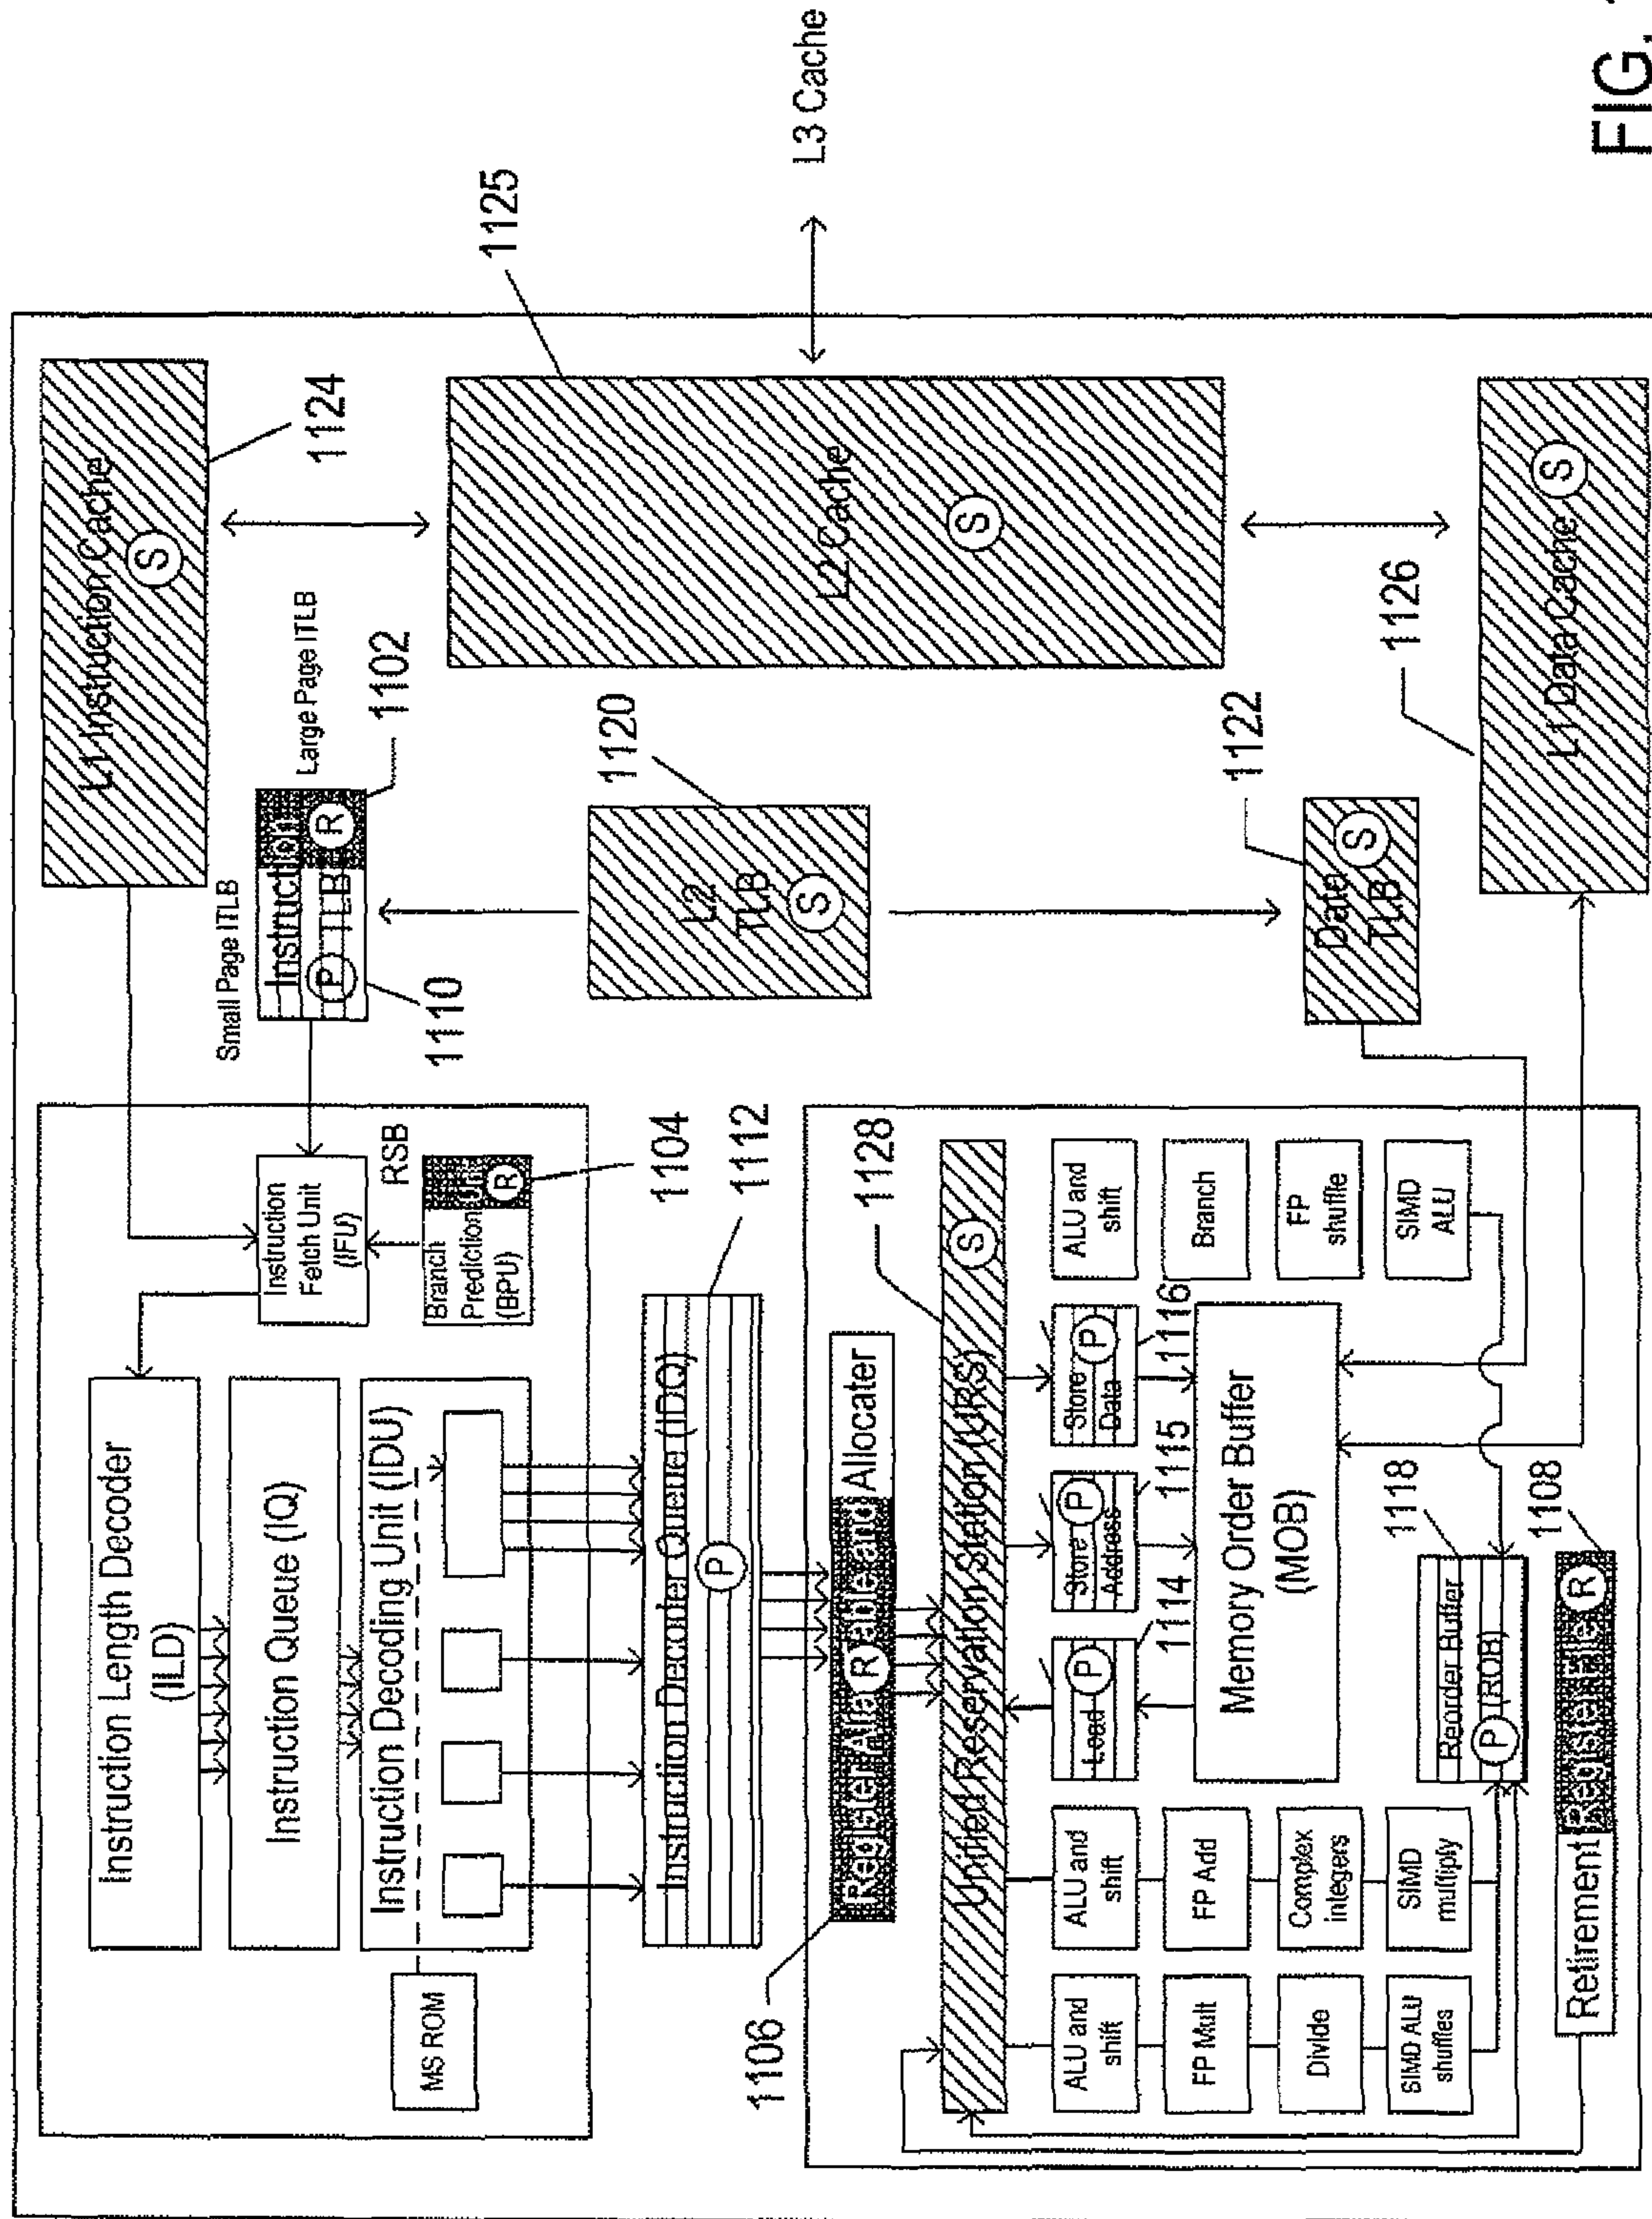 Instruction Length Decoder
(ILD)
Instruction Queue (IQ)
Instruction Decoding Unit (IDU)
MS ROM
Instruction
Fetch Unit
(IFU)
RSB
Branch
Prediction Unit
(BPU)
R
1104
L1 Instuction Cache
S
1124
Small Page ITLB
Large Page ITLB
Instruction
P
TLB
R
1110
1102
L2
TLB
S
1120
L2 Cache
S
1125
L3 Cache
Data
TLB
S
1122
L1 Data Cache
S
1126
Instruction Decoder Queue (IDQ)
P
1112
1106
R
and Allocater
1128
Unified Reservation Station (URS)
S
ALU and
shift
FP Mult
Divide
SIMD ALU
shuffles
ALU and
shift
FP Add
Complex
integers
SIMD
multiply
Load
P
1114
Store
Address
P
1115
Store
Data
P
1116
ALU and
shift
Branch
FP
shuffle
SIMD
ALU
Memory Order Buffer
(MOB)
Reorder Buffer
P
(ROB)
1118
Retirement Register File
R
1108
FIG.